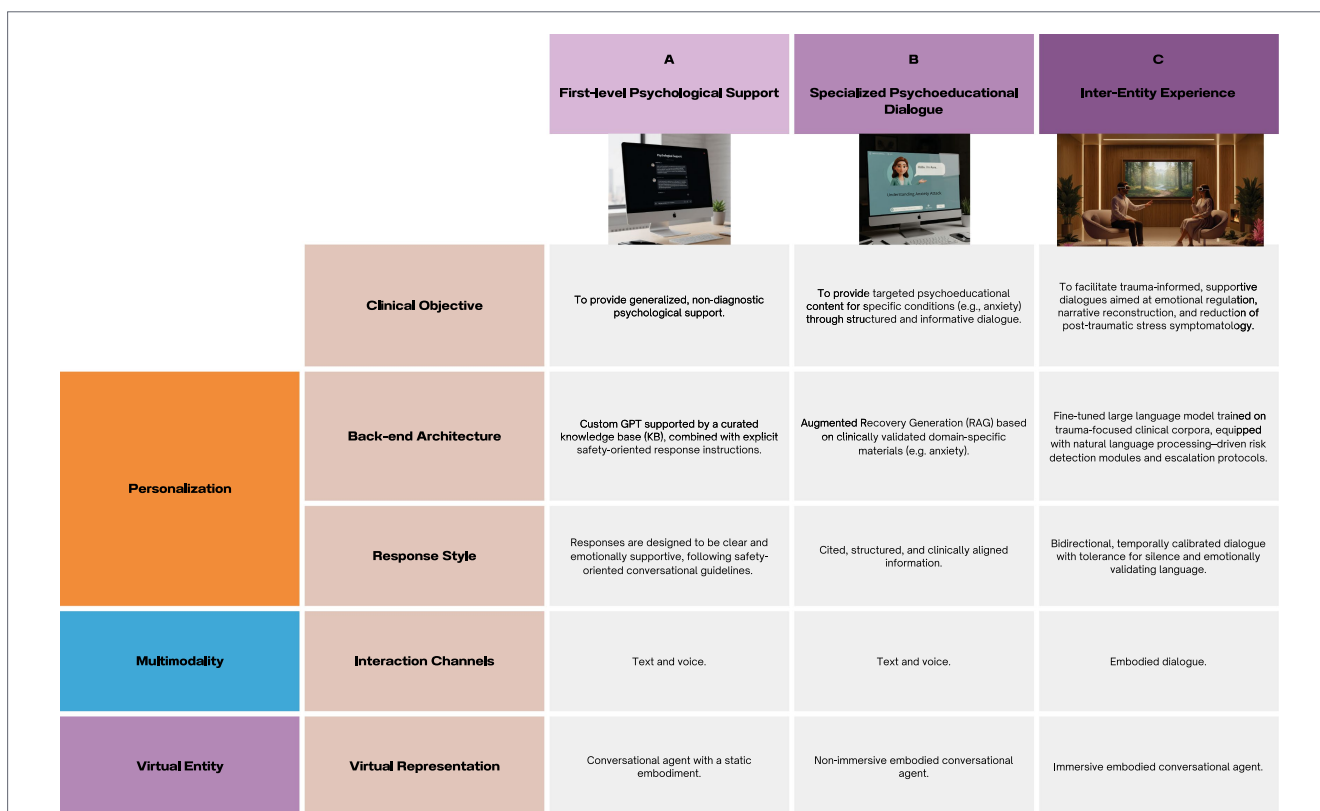 A
First-level Psychological Support
B
Specialized Psychoeducational
Dialogue
C
Inter-Entity Experience
Psychological Support
Understanding Anxiety Attack
Clinical Objective
To provide generalized, non-diagnostic
psychological support.
To provide targeted psychoeducational
content for specific conditions (e.g., anxiety)
through structured and informative dialogue.
To facilitate trauma-informed, supportive
dialogues aimed at emotional regulation,
narrative reconstruction, and reduction of
post-traumatic stress symptomatology.
Personalization
Back-end Architecture
Custom GPT supported by a curated
knowledge base (KB), combined with explicit
safety-oriented response instructions.
Augmented Recovery Generation (RAG) based
on clinically validated domain-specific
materials (e.g. anxiety).
Fine-tuned large language model trained on
trauma-focused clinical corpora, equipped
with natural language processing–driven risk
detection modules and escalation protocols.
Response Style
Responses are designed to be clear and
emotionally supportive, following safety-
oriented conversational guidelines.
Cited, structured, and clinically aligned
information.
Bidirectional, temporally calibrated dialogue
with tolerance for silence and emotionally
validating language.
Multimodality
Interaction Channels
Text and voice.
Text and voice.
Embodied dialogue.
Virtual Entity
Virtual Representation
Conversational agent with a static
embodiment.
Non-immersive embodied conversational
agent.
Immersive embodied conversational agent.